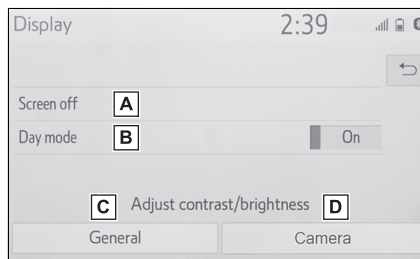 Display 2:39
Screen off A
Day mode B On
C Adjust contrast/brightness D
General Camera